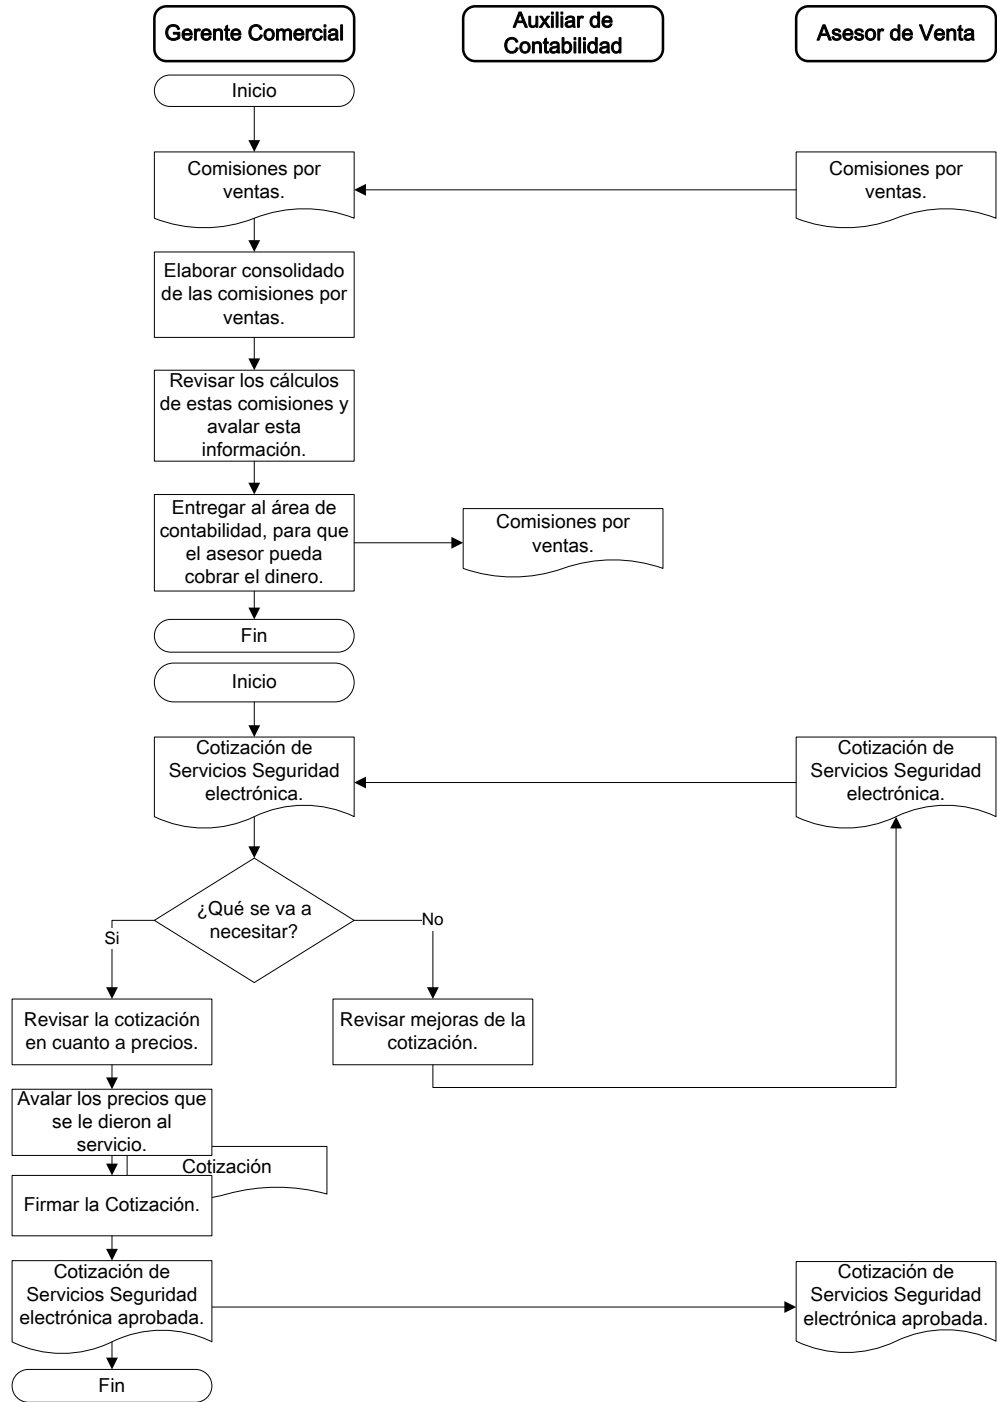 Gerente Comercial
Auxiliar de
Contabilidad
Asesor de Venta
Inicio
Comisiones por
ventas.
Comisiones por
ventas.
Elaborar consolidado
de las comisiones por
ventas.
Revisar los cálculos
de estas comisiones y
avalar esta
información.
Entregar al área de
contabilidad, para que
el asesor pueda
cobrar el dinero.
Comisiones por
ventas.
Fin
Inicio
Cotización de
Servicios Seguridad
electrónica.
Cotización de
Servicios Seguridad
electrónica.
¿Qué se va a
necesitar?
Si
No
Revisar la cotización
en cuanto a precios.
Revisar mejoras de la
cotización.
Avalar los precios que
se le dieron al
servicio.
Cotización
Firmar la Cotización.
Cotización de
Servicios Seguridad
electrónica aprobada.
Cotización de
Servicios Seguridad
electrónica aprobada.
Fin